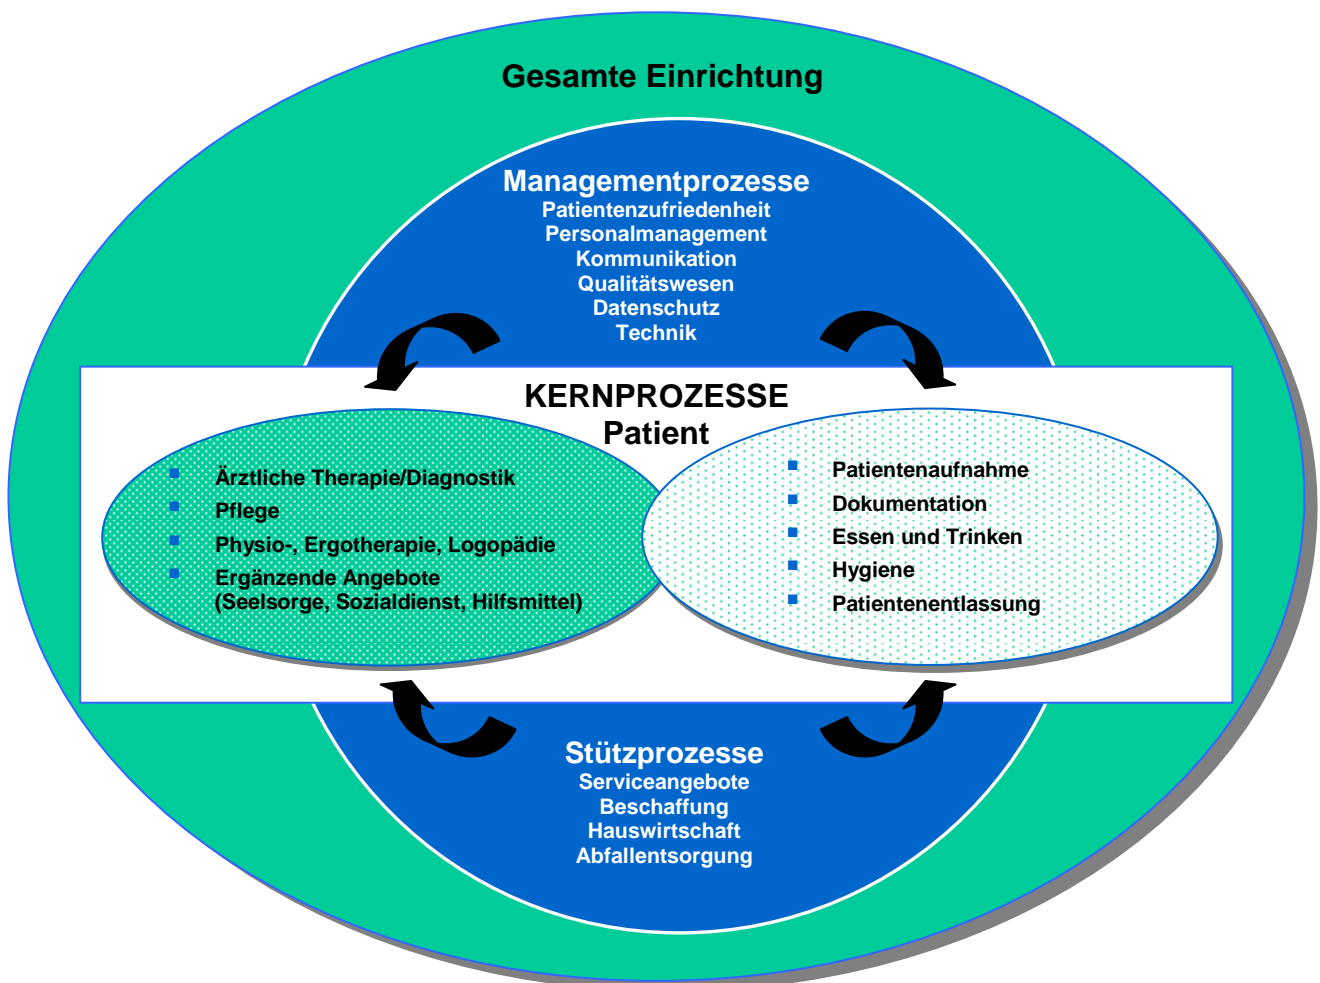 Gesamte Einrichtung
Managementprozesse
Patientenzufriedenheit
Personalmanagement
Kommunikation
Qualitätswesen
Datenschutz
Technik
KERNPROZESSE
Patient
Ärztliche Therapie/Diagnostik
Pflege
Physio-, Ergotherapie, Logopädie
Ergänzende Angebote
(Seelsorge, Sozialdienst, Hilfsmittel)
Patientenaufnahme
Dokumentation
Essen und Trinken
Hygiene
Patientenentlassung
Stützprozesse
Serviceangebote
Beschaffung
Hauswirtschaft
Abfallentsorgung